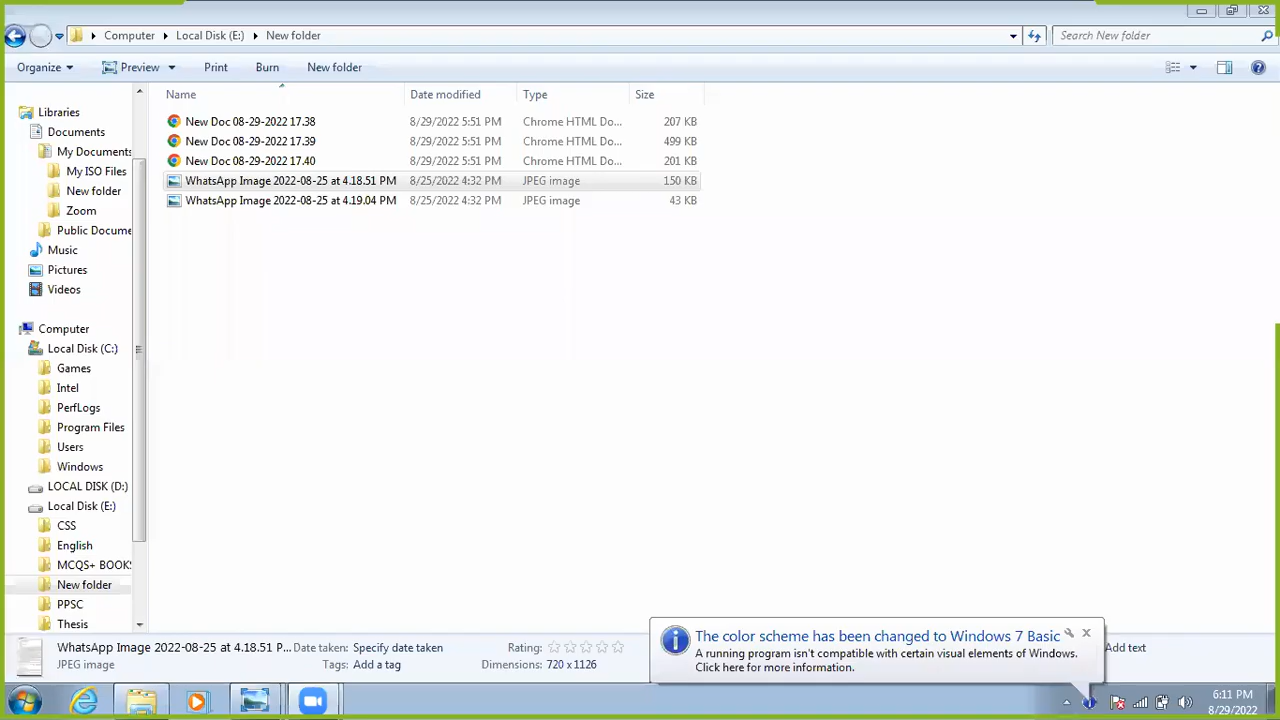 Computer Local Disk (E:) New folder
Search New folder
Organize Preview Print Burn New folder
Name Date modified Type Size
New Doc 08-29-2022 17.38 8/29/2022 5:51 PM Chrome HTML Do... 207 KB
New Doc 08-29-2022 17.39 8/29/2022 5:51 PM Chrome HTML Do... 499 KB
New Doc 08-29-2022 17.40 8/29/2022 5:51 PM Chrome HTML Do... 201 KB
WhatsApp Image 2022-08-25 at 4.18.51 PM 8/25/2022 4:32 PM JPEG image 150 KB
WhatsApp Image 2022-08-25 at 4.19.04 PM 8/25/2022 4:32 PM JPEG image 43 KB
Libraries
Documents
My Documents
My ISO Files
New folder
Zoom
Public Docume
Music
Pictures
Videos
Computer
Local Disk (C:)
Games
Intel
PerfLogs
Program Files
Users
Windows
LOCAL DISK (D:)
Local Disk (E:)
CSS
English
MCQS+ BOOKS
New folder
PPSC
Thesis
WhatsApp Image 2022-08-25 at 4.18.51 P... Date taken: Specify date taken Rating: Add text
JPEG image Tags: Add a tag Dimensions: 720 x 1126
The color scheme has been changed to Windows 7 Basic
A running program isn't compatible with certain visual elements of Windows.
Click here for more information.
6:11 PM
8/29/2022